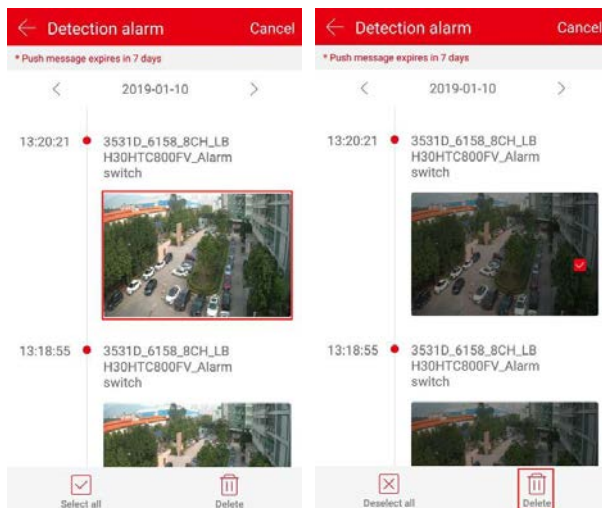 Detection alarm Cancel
* Push message expires in 7 days
2019-01-10
13:20:21 3531D_6158_8CH_LB
H30HTC800FV_Alarm
switch
13:18:55 3531D_6158_8CH_LB
H30HTC800FV_Alarm
switch
Select all Delete
Detection alarm Cancel
* Push message expires in 7 days
2019-01-10
13:20:21 3531D_6158_8CH_LB
H30HTC800FV_Alarm
switch
13:18:55 3531D_6158_8CH_LB
H30HTC800FV_Alarm
switch
Deselect all Delete